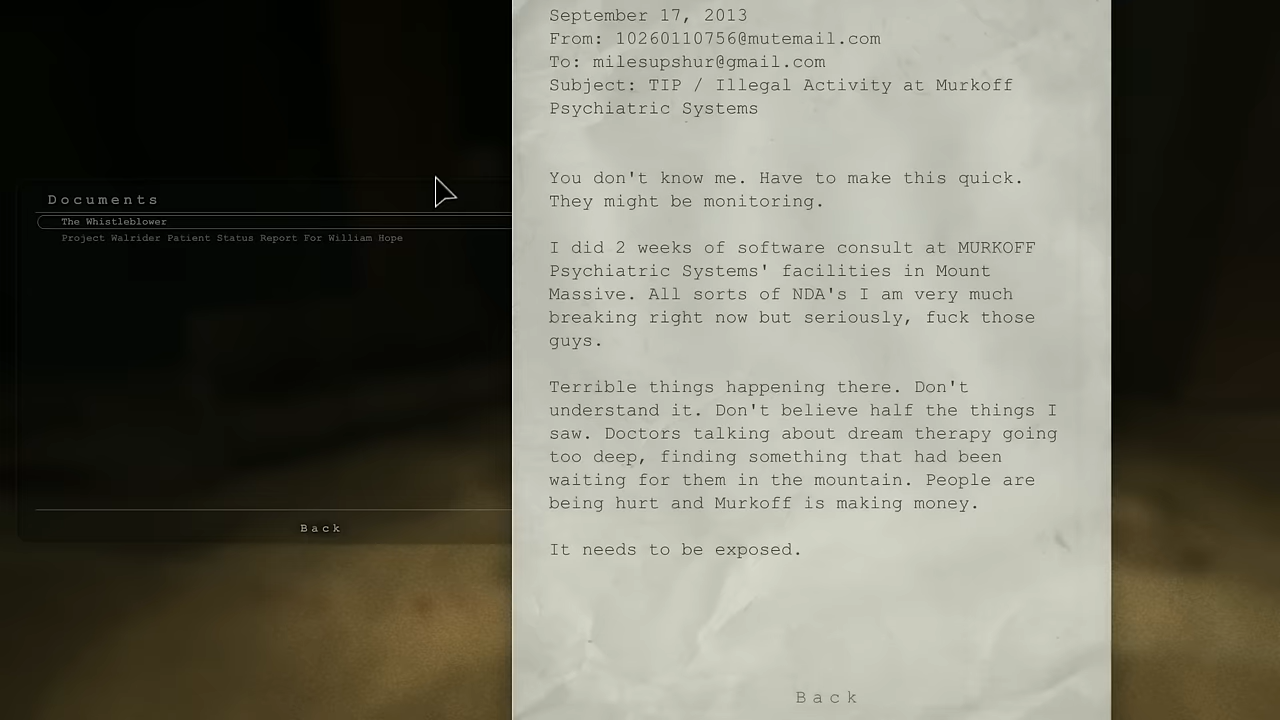 Documents
The Whistleblower
Project Walrider Patient Status Report For William Hope
Back
September 17, 2013
From: 10260110756@mutemail.com
To: milesupshur@gmail.com
Subject: TIP / Illegal Activity at Murkoff
Psychiatric Systems
You don't know me. Have to make this quick.
They might be monitoring.
I did 2 weeks of software consult at MURKOFF
Psychiatric Systems' facilities in Mount
Massive. All sorts of NDA's I am very much
breaking right now but seriously, fuck those
guys.
Terrible things happening there. Don't
understand it. Don't believe half the things I
saw. Doctors talking about dream therapy going
too deep, finding something that had been
waiting for them in the mountain. People are
being hurt and Murkoff is making money.
It needs to be exposed.
Back